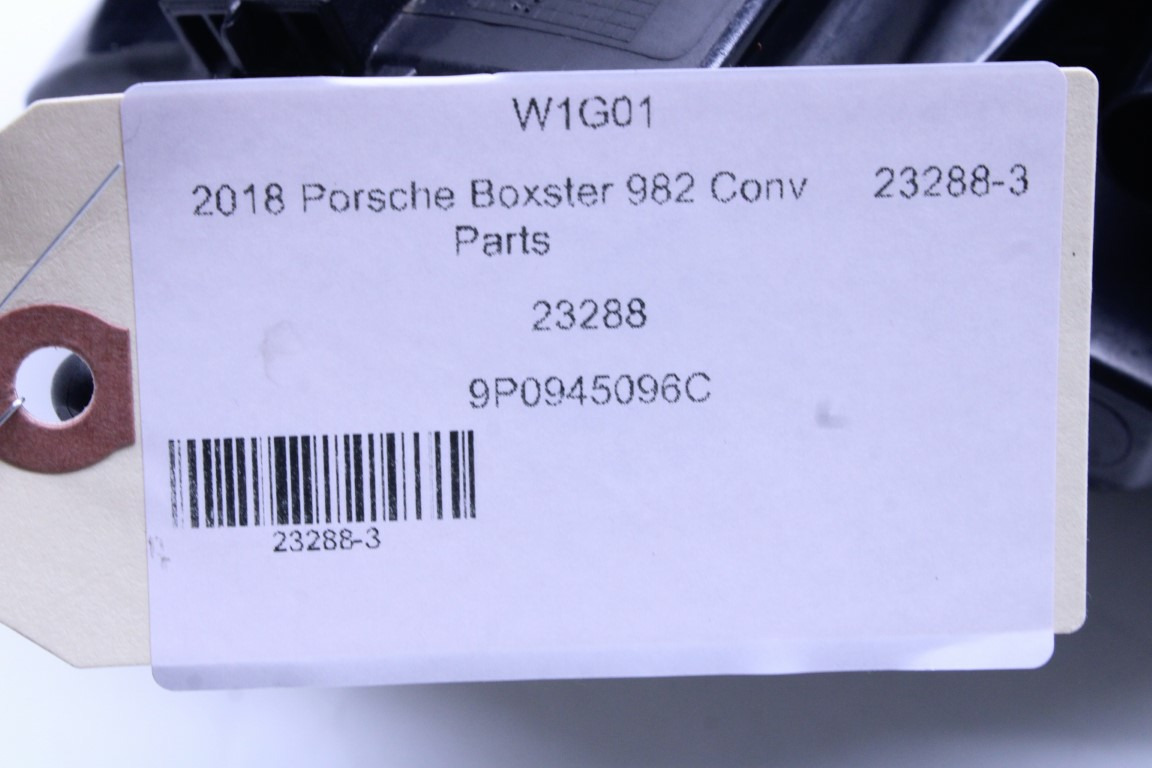 W1G01
2018 Porsche Boxster 982 Conv 23288-3
Parts
23288
9P0945096C
23288-3